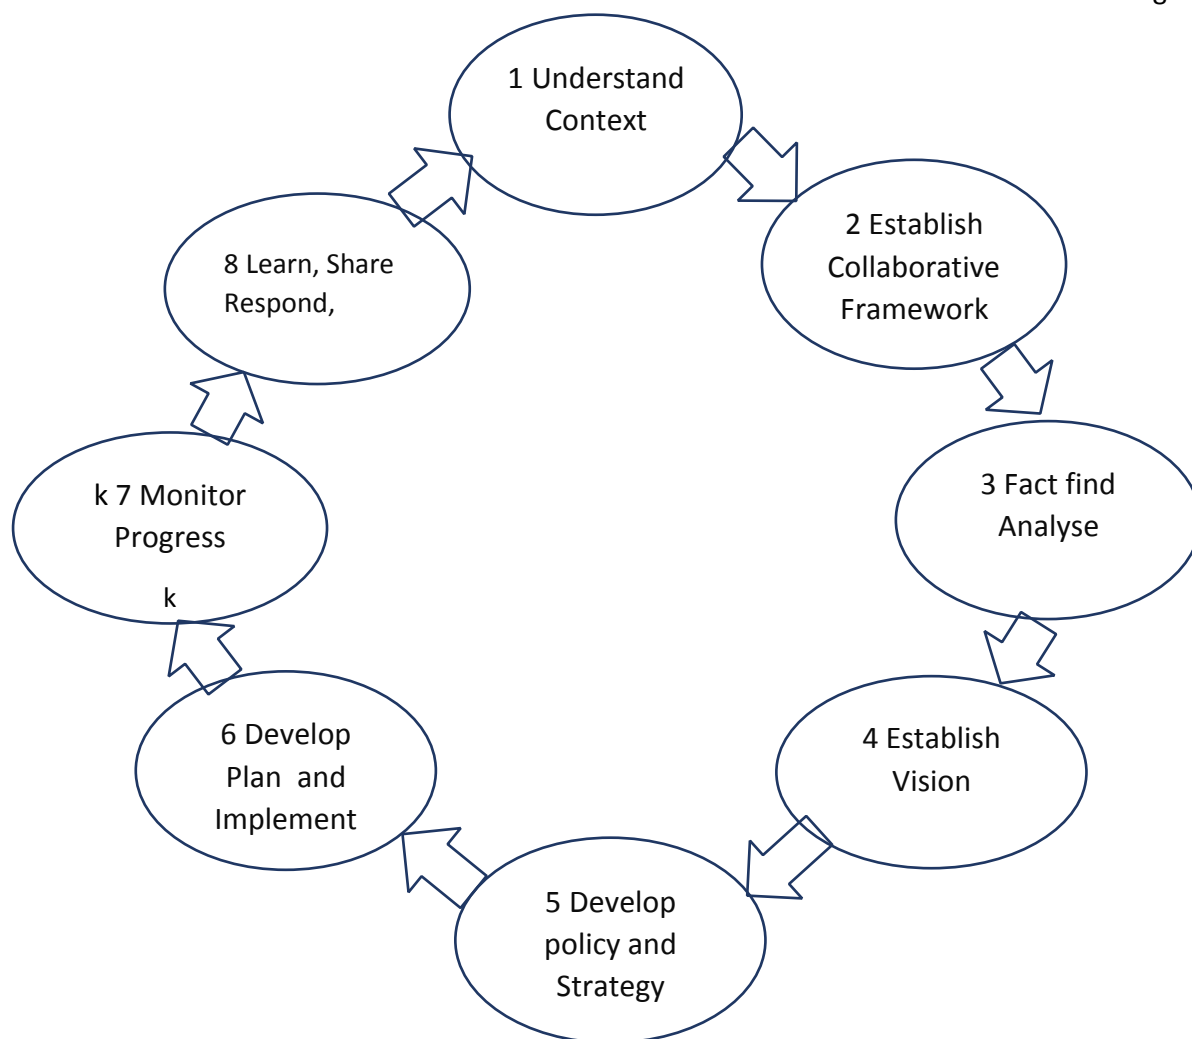 g
1 Understand
Context
2 Establish
Collaborative
Framework
3 Fact find
Analyse
4 Establish
Vision
5 Develop
policy and
Strategy
6 Develop
Plan and
Implement
k 7 Monitor
Progress
k
8 Learn, Share
Respond,